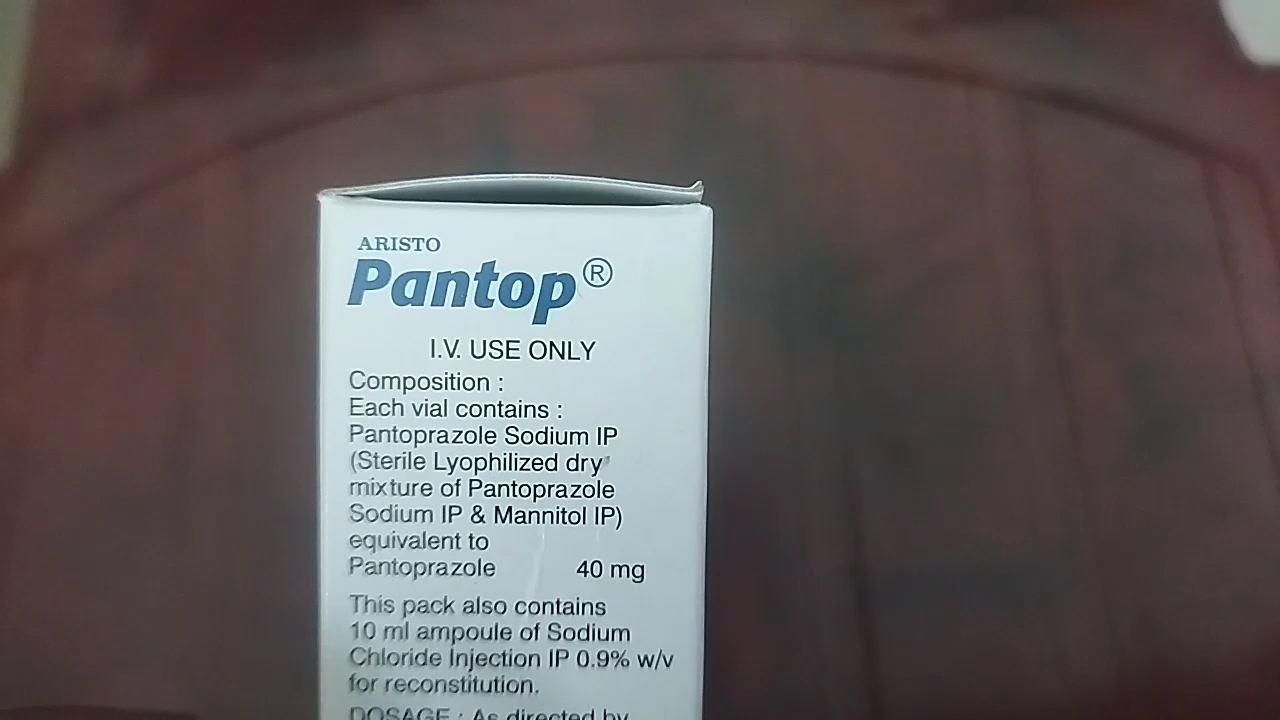 ARISTO
Pantop®
I.V. USE ONLY
Composition :
Each vial contains :
Pantoprazole Sodium IP
(Sterile Lyophilized dry
mixture of Pantoprazole
Sodium IP & Mannitol IP)
equivalent to
Pantoprazole 40 mg
This pack also contains
10 ml ampoule of Sodium
Chloride Injection IP 0.9% w/v
for reconstitution.
DOSAGE : As directed by